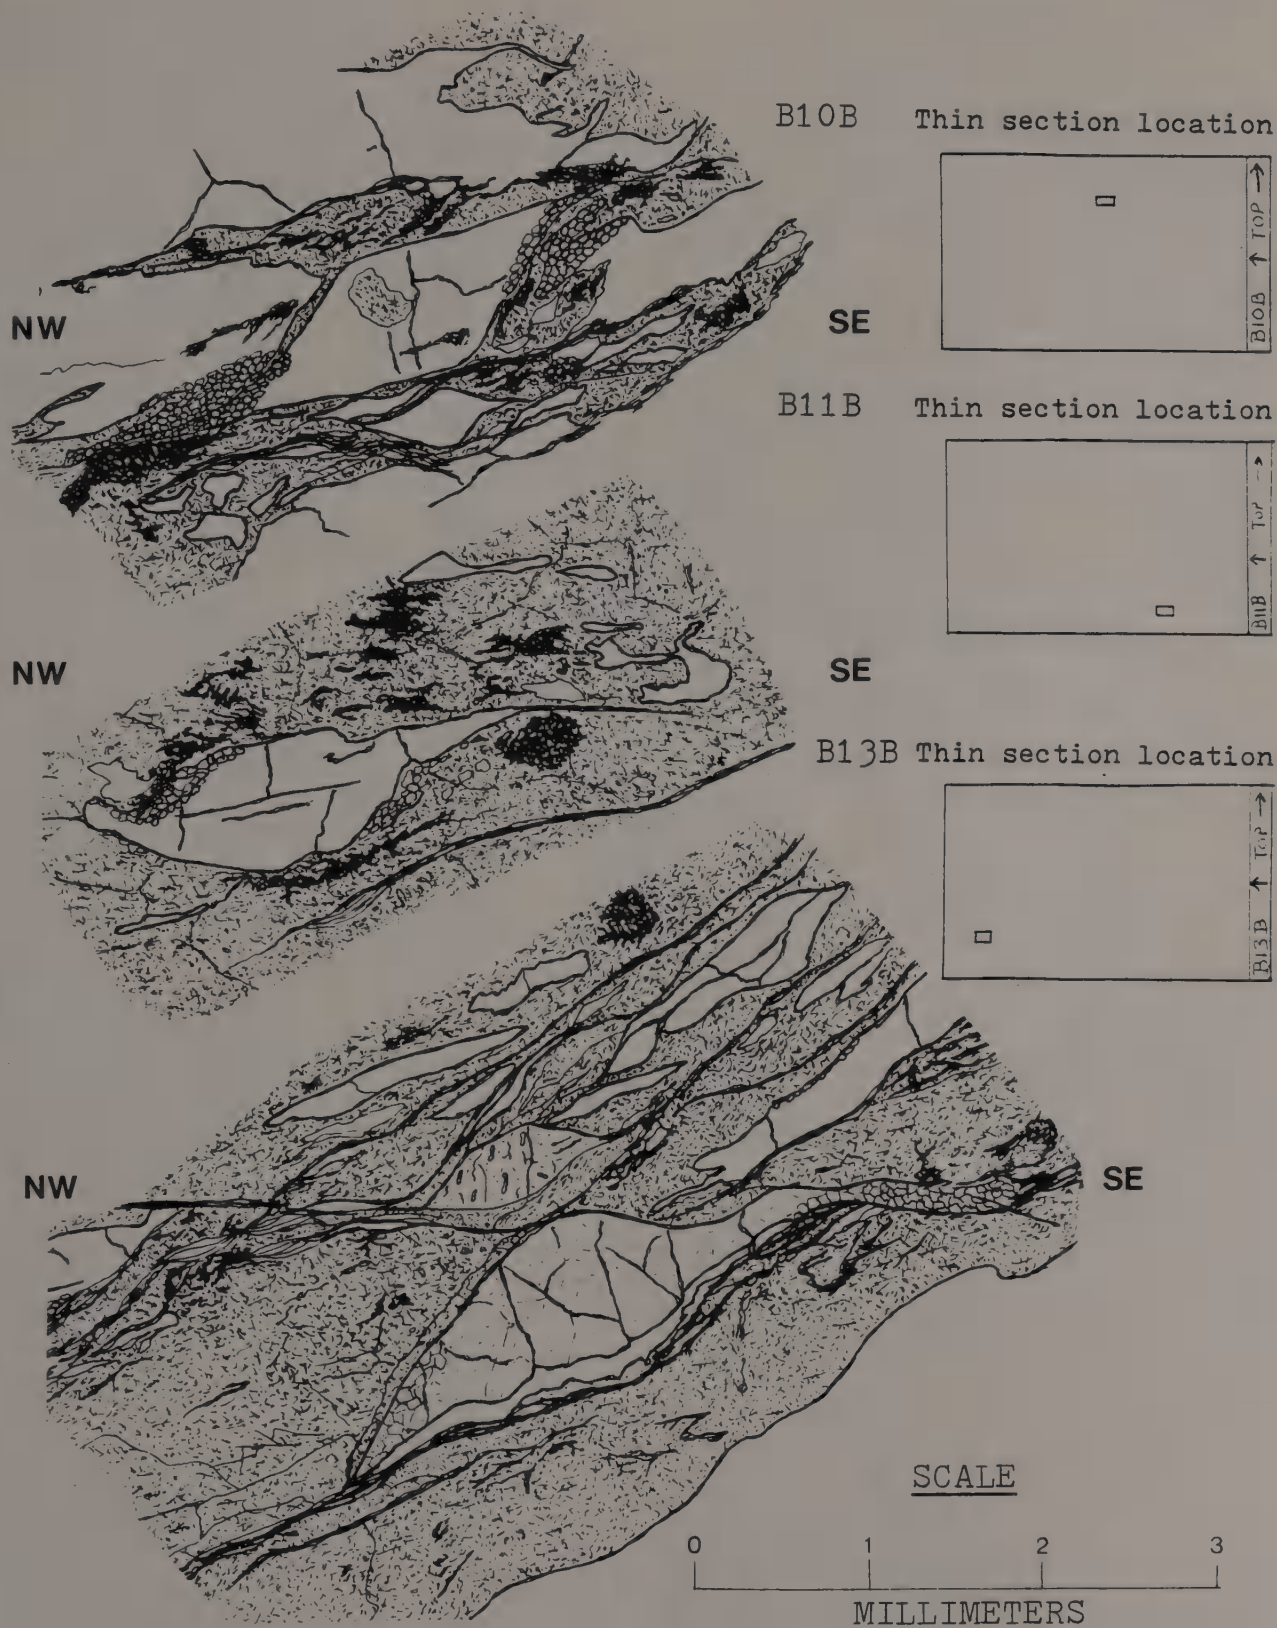 B10B Thin section location
B10B ↑ TOP →
NW SE
B11B Thin section location
B11B ↑ TOP →
NW SE
B13B Thin section location
B13B ↑ TOP →
NW SE
SCALE
0 1 2 3
MILLIMETERS